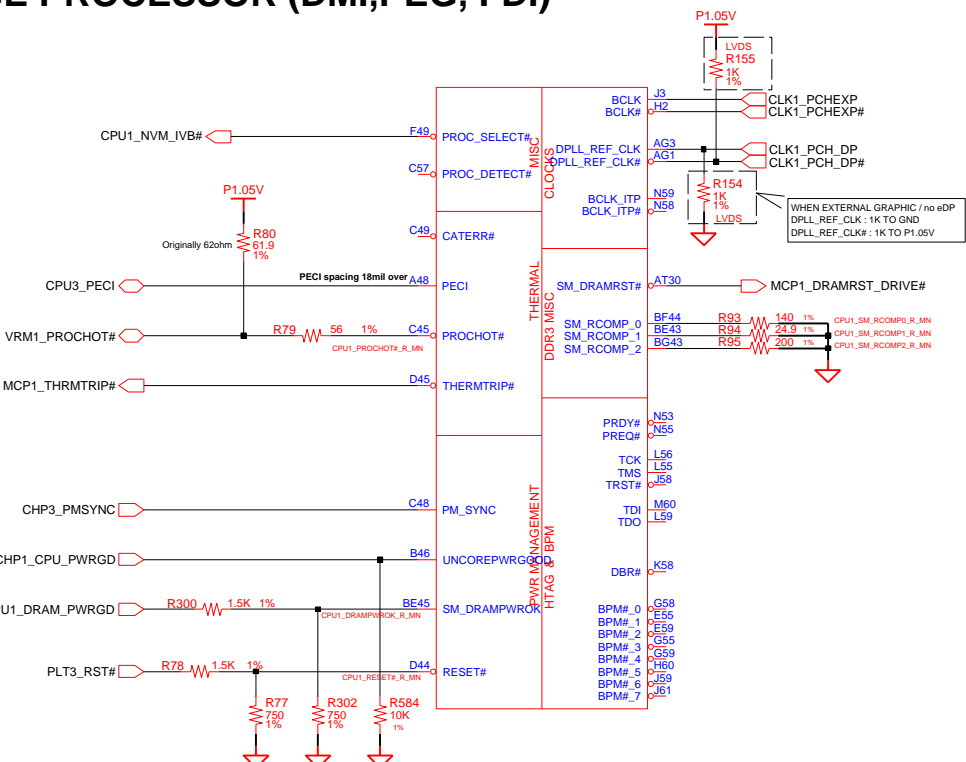 P1.05V
LVDS
R155
1K
1%
BCLK J3 CLK1_PCHEXP
BCLK# H2 CLK1_PCHEXP#
CPU1_NVM_IVB# F49 PROC_SELECT#
MISC
CLOCKS
DPLL_REF_CLK AG3 CLK1_PCH_DP
DPLL_REF_CLK# AG1 CLK1_PCH_DP#
C57 PROC_DETECT#
R154
1K
1%
LVDS
BCLK_ITP N59
BCLK_ITP# N58
WHEN EXTERNAL GRAPHIC / no eDP
DPLL_REF_CLK : 1K TO GND
DPLL_REF_CLK# : 1K TO P1.05V
P1.05V
C49 CATERR#
Originally 62ohm
R80
61.9
1%
THERMAL
DDR3 MISC
PECI spacing 18mil over
CPU3_PECI A48 PECI
SM_DRAMRST# AT30 MCP1_DRAMRST_DRIVE#
SM_RCOMP_0 BF44 R93 140 1% CPU1_SM_RCOMP0_R_MN
SM_RCOMP_1 BE43 R94 24.9 1% CPU1_SM_RCOMP1_R_MN
SM_RCOMP_2 BG43 R95 200 1% CPU1_SM_RCOMP2_R_MN
VRM1_PROCHOT# R79 56 1% C45 PROCHOT#
CPU1_PROCHOT#_R_MN
MCP1_THRMTRIP# D45 THERMTRIP#
PRDY# N53
PREQ# N55
TCK L56
TMS L55
TRST# J58
PWR MANAGEMENT
HTAG & BPM
CHP3_PMSYNC C48 PM_SYNC
TDI M60
TDO L59
CHP1_CPU_PWRGD B46 UNCOREPWRGOOD
DBR# K58
R300 1.5K 1% BE45 SM_DRAMPWROK
CPU1_DRAMPWROK_R_MN
BPM#_0 G58
BPM#_1 E55
BPM#_2 E59
BPM#_3 G55
BPM#_4 G59
BPM#_5 H60
BPM#_6 J59
BPM#_7 J61
PLT3_RST# R78 1.5K 1% D44 RESET#
CPU1_RESET#_R_MN
R77
750
1%
R302
750
1%
R584
10K
1%